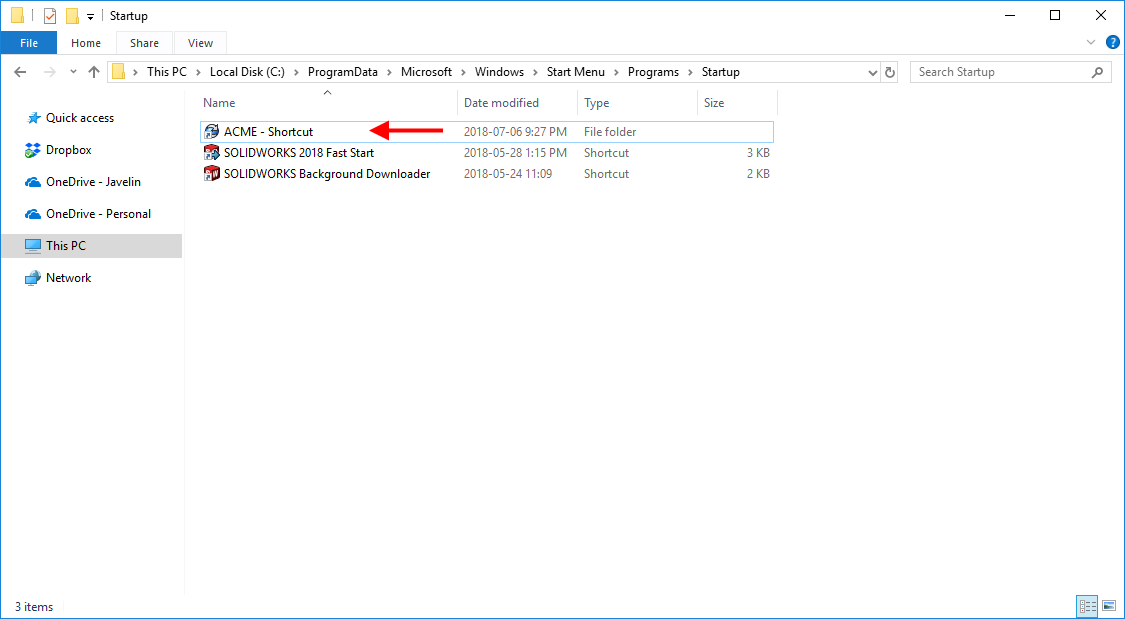 Startup
File Home Share View
This PC Local Disk (C:) ProgramData Microsoft Windows Start Menu Programs Startup Search Startup
Name Date modified Type Size
Quick access
Dropbox
OneDrive - Javelin
OneDrive - Personal
This PC
Network
ACME - Shortcut 2018-07-06 9:27 PM File folder
SOLIDWORKS 2018 Fast Start 2018-05-28 1:15 PM Shortcut 3 KB
SOLIDWORKS Background Downloader 2018-05-24 11:09 Shortcut 2 KB
3 items